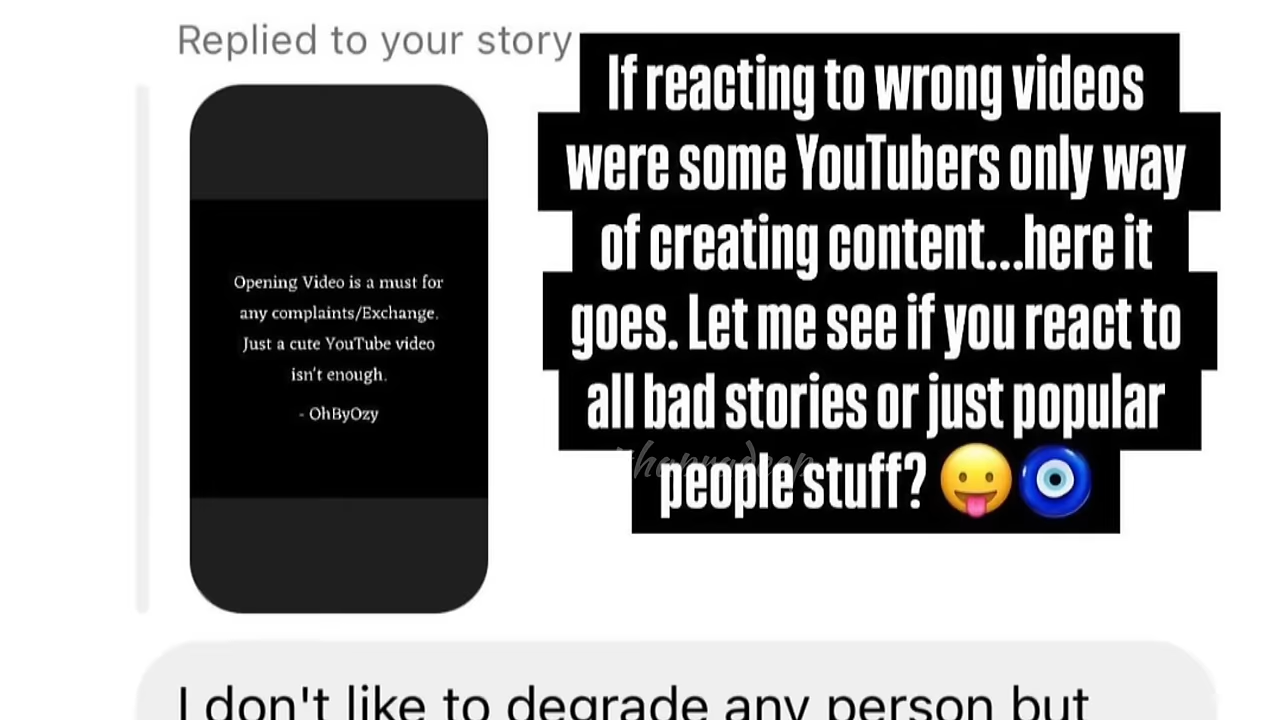 Replied to your story
If reacting to wrong videos
were some YouTubers only way
of creating content...here it
goes. Let me see if you react to
all bad stories or just popular
people stuff? 😛🧿
Opening Video is a must for
any complaints/Exchange.
Just a cute YouTube video
isn't enough.
- OhByOzy
I don't like to degrade any person but